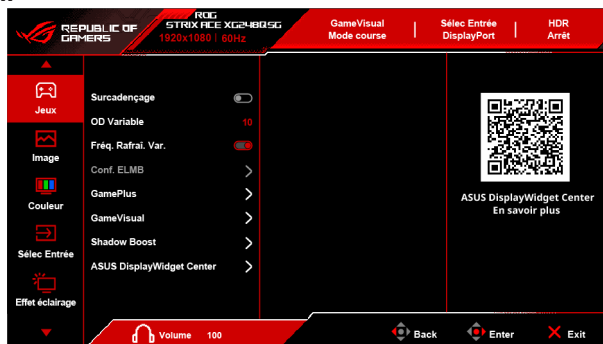 REPUBLIC OF
GAMERS
ROG
STRIX ACE XG248QSG
1920x1080 | 60Hz
GameVisual
Mode course
Sélec Entrée
DisplayPort
HDR
Arrêt
Jeux
Image
Couleur
Sélec Entrée
Effet éclairage
Surcadençage
OD Variable 10
Fréq. Rafraî. Var.
Conf. ELMB
GamePlus
GameVisual
Shadow Boost
ASUS DisplayWidget Center
ASUS DisplayWidget Center
En savoir plus
Volume 100
Back
Enter
Exit